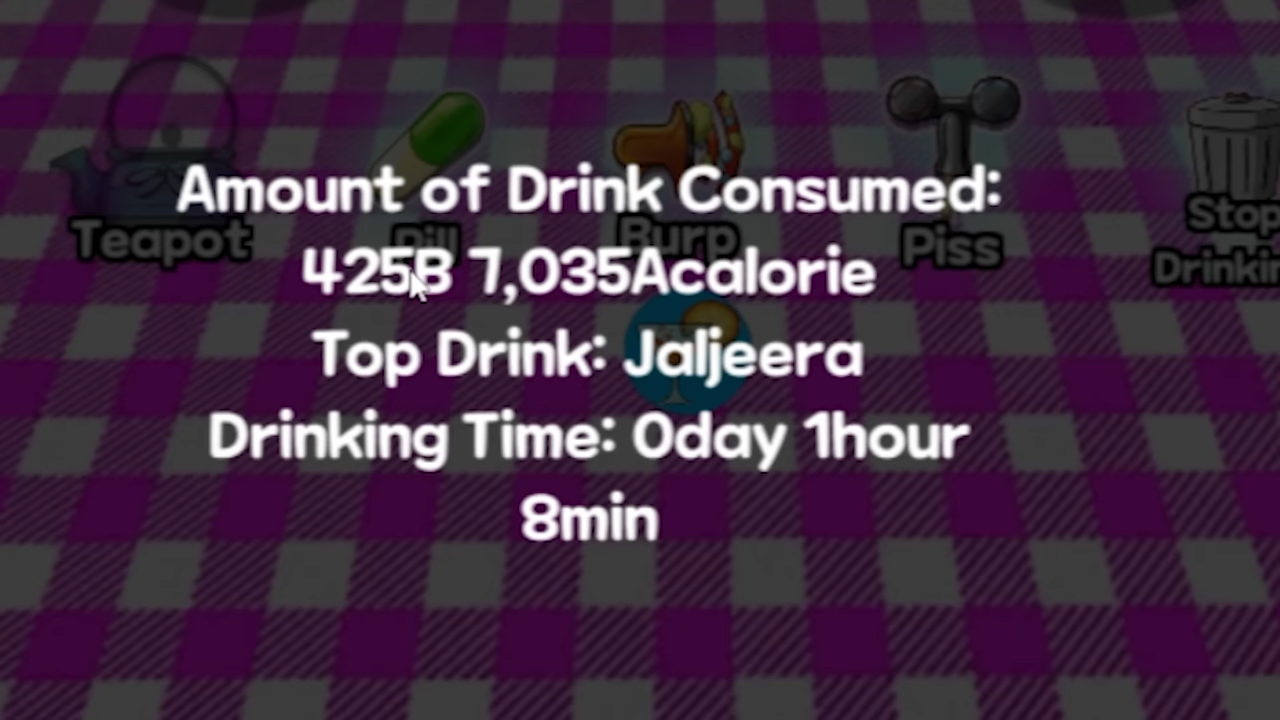 Teapot
Pill
Burp
Piss
Stop
Amount of Drink Consumed:
425B 7,035Acalorie
Top Drink: Jaljeera
Drinking Time: 0day 1hour
8min